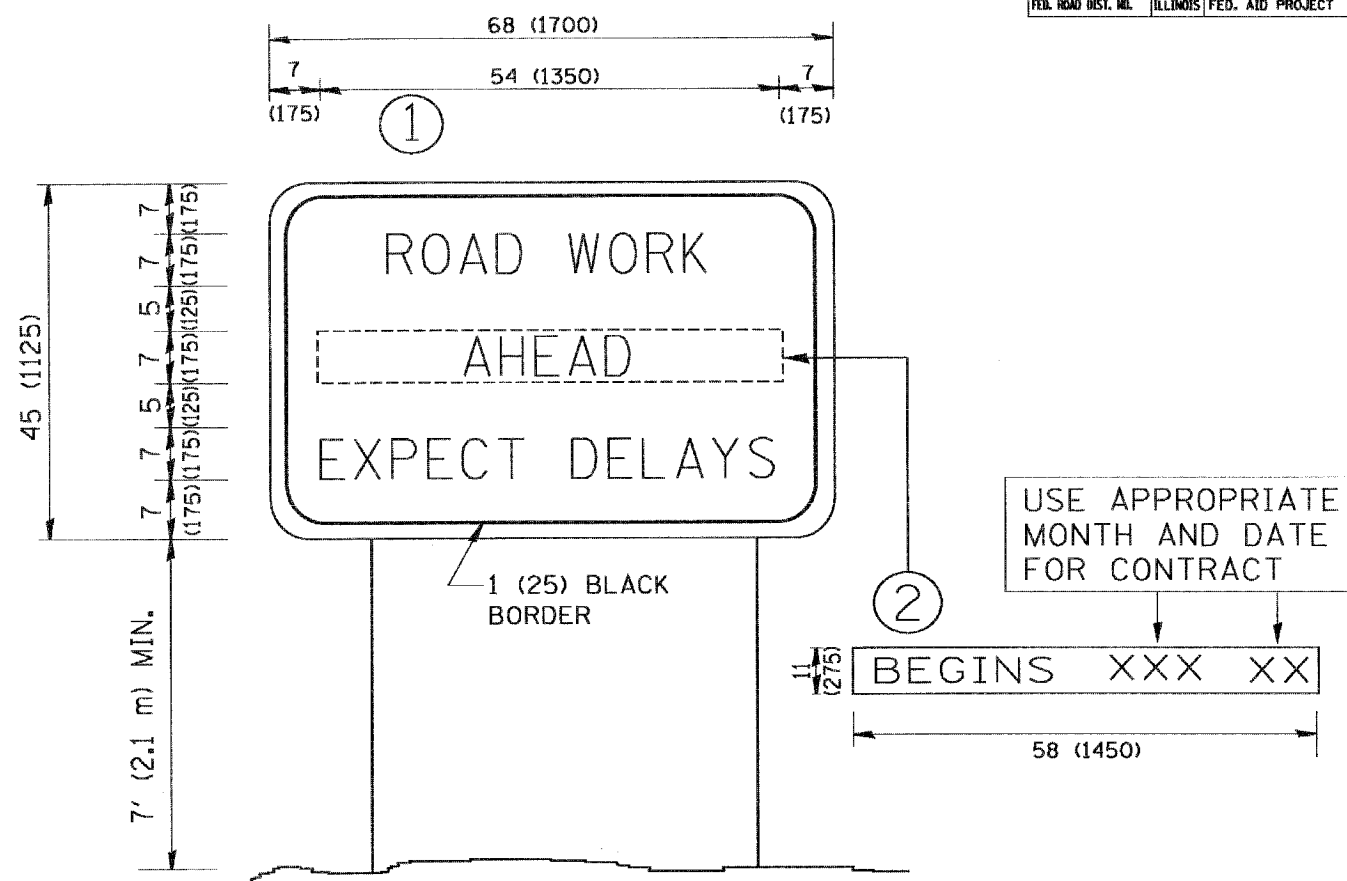 FED. ROAD DIST. NO. ILLINOIS FED. AID PROJECT
68 (1700)
7 54 (1350) 7
(175) (175)
1
7 (175)
7 (175)
5 (125)
7 (175)
5 (125)
7 (175)
7 (175)
45 (1125)
ROAD WORK
AHEAD
EXPECT DELAYS
1 (25) BLACK
BORDER
7' (2.1 m) MIN.
2
USE APPROPRIATE
MONTH AND DATE
FOR CONTRACT
11
(275)
BEGINS XXX XX
58 (1450)